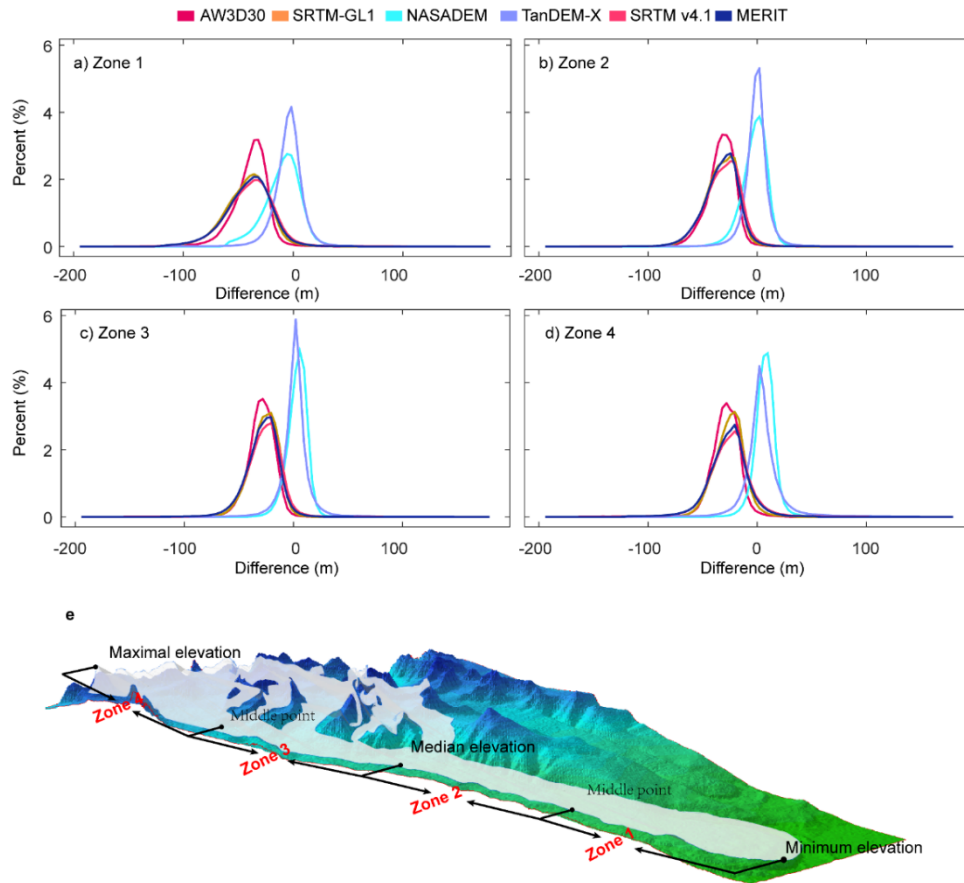 AW3D30 SRTM-GL1 NASADEM TanDEM-X SRTM v4.1 MERIT
a) Zone 1
b) Zone 2
Percent (%)
6
4
2
0
-200 -100 0 100
-200 -100 0 100
Difference (m)
Difference (m)
c) Zone 3
d) Zone 4
Percent (%)
6
4
2
0
-200 -100 0 100
-200 -100 0 100
Difference (m)
Difference (m)
e
Maximal elevation
Zone 4
Middle point
Zone 3
Median elevation
Zone 2
Middle point
Zone 1
Minimum elevation